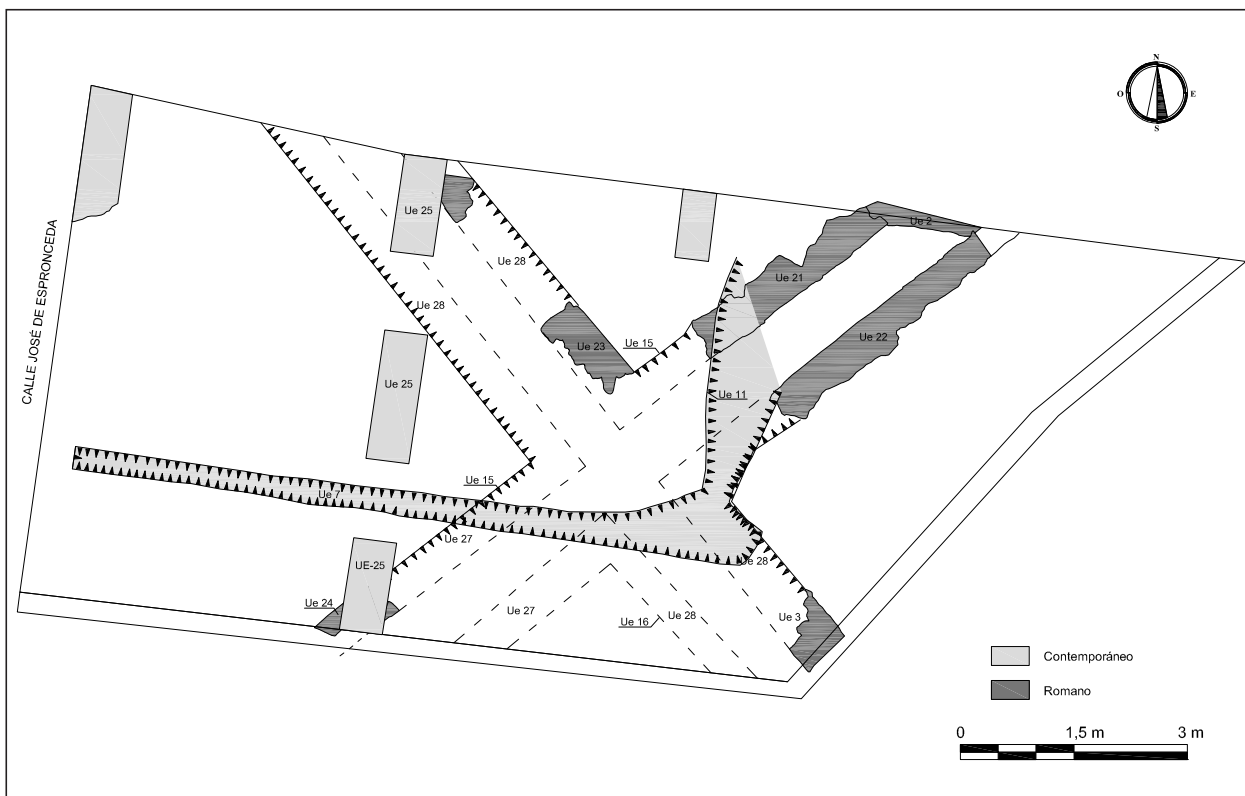 N
O
E
S
Ue 25
Ue 2
Ue 28
Ue 21
Ue 28
Ue 22
Ue 15
Ue 23
CALLE JOSÉ DE ESPRONCEDA
Ue 25
Ue 11
Ue 15
Ue 7
Ue 27
UE-25
Ue 28
Ue 24
Ue 27
Ue 28
Ue 16
Ue 3
Contemporáneo
Romano
0
1,5 m
3 m